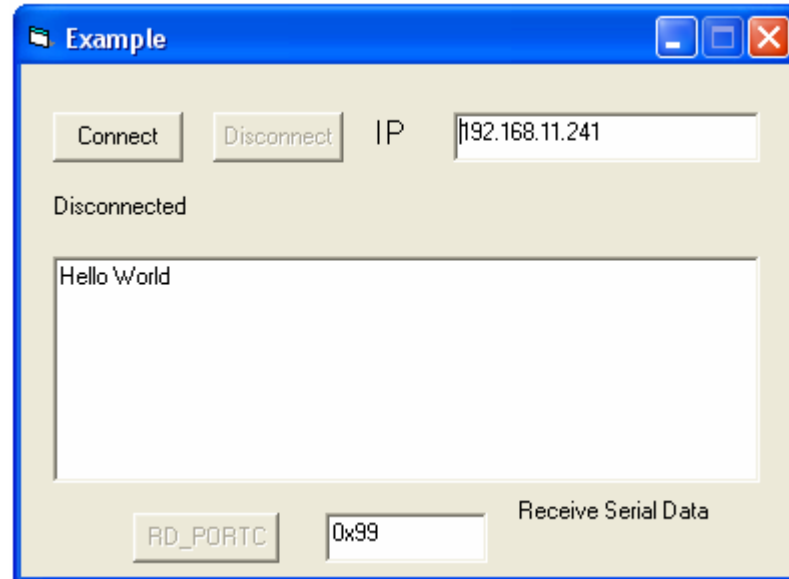 Example
Connect Disconnect IP 192.168.11.241
Disconnected
Hello World
RD_PORTC 0x99 Receive Serial Data